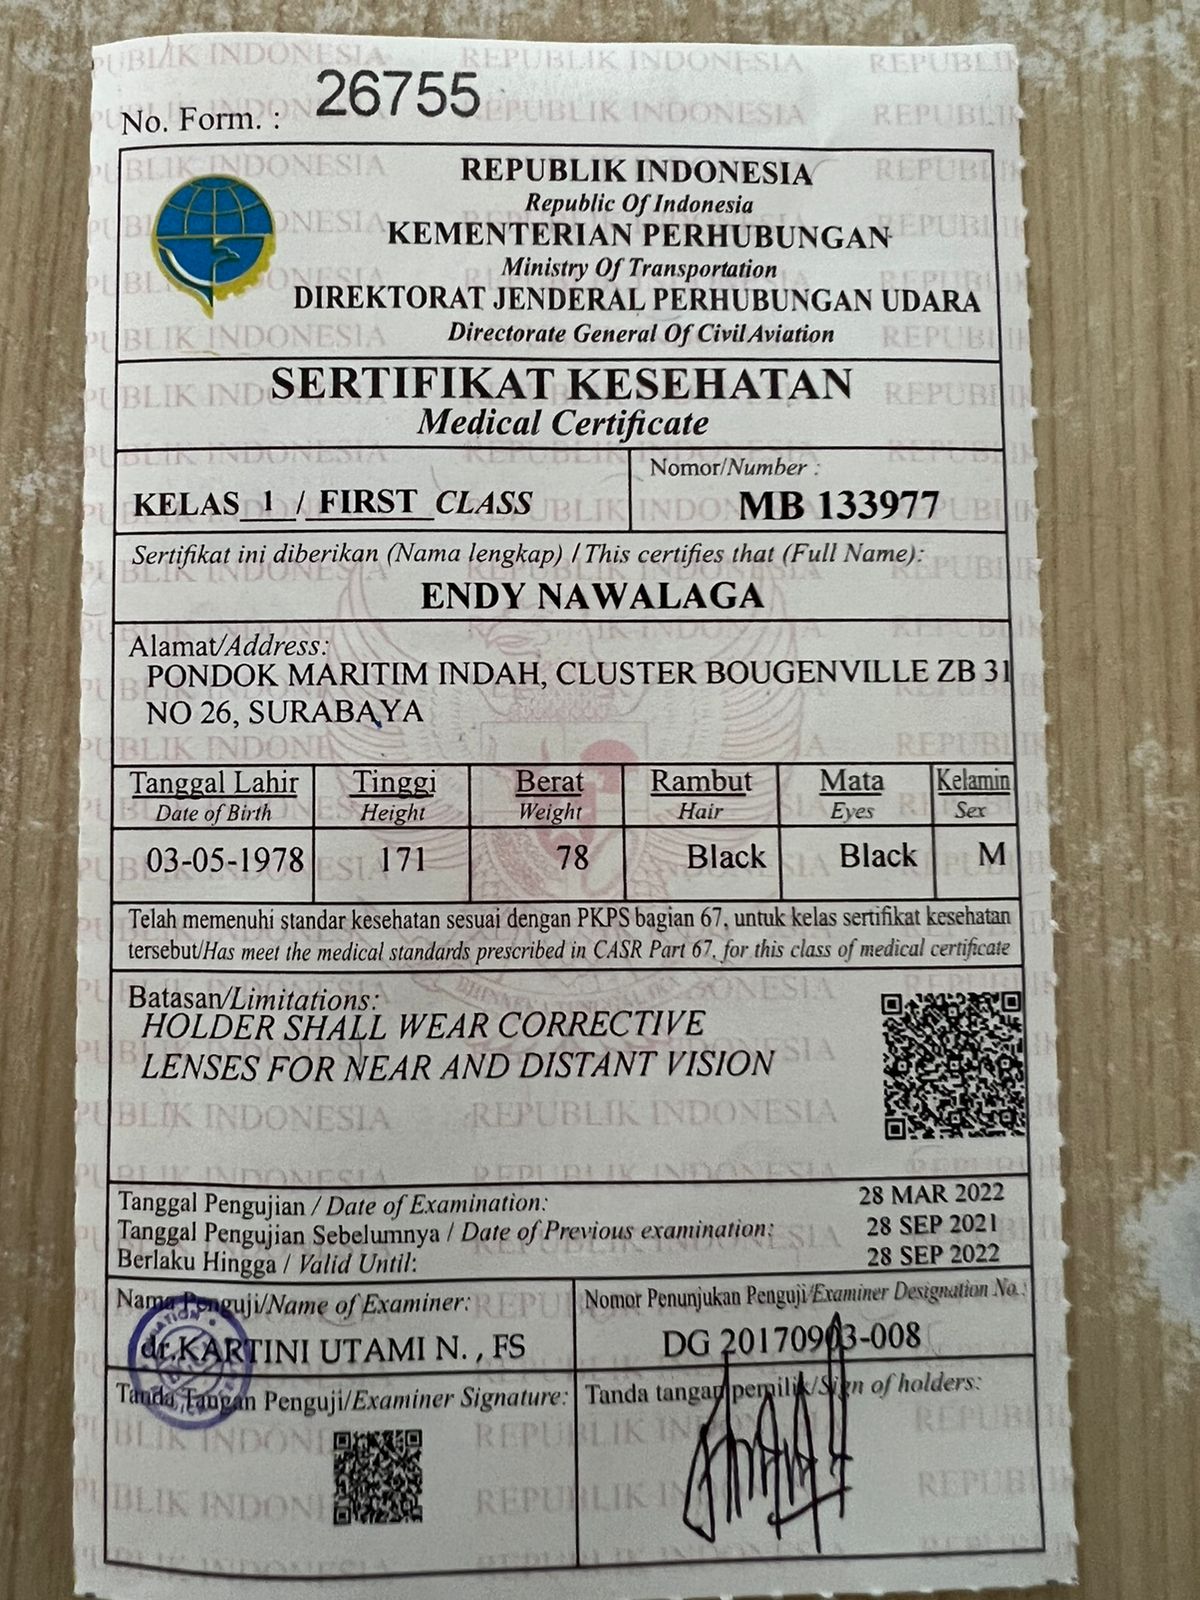 No. Form. : 26755
REPUBLIK INDONESIA
Republic Of Indonesia
KEMENTERIAN PERHUBUNGAN
Ministry Of Transportation
DIREKTORAT JENDERAL PERHUBUNGAN UDARA
Directorate General Of Civil Aviation
SERTIFIKAT KESEHATAN
Medical Certificate
KELAS 1 / FIRST CLASS
Nomor/Number :
MB 133977
Sertifikat ini diberikan (Nama lengkap) / This certifies that (Full Name):
ENDY NAWALAGA
Alamat/Address:
PONDOK MARITIM INDAH, CLUSTER BOUGENVILLE ZB 31
NO 26, SURABAYA
Tanggal Lahir Tinggi Berat Rambut Mata Kelamin
Date of Birth Height Weight Hair Eyes Sex
03-05-1978 171 78 Black Black M
Telah memenuhi standar kesehatan sesuai dengan PKPS bagian 67, untuk kelas sertifikat kesehatan
tersebut/Has meet the medical standards prescribed in CASR Part 67, for this class of medical certificate
Batasan/Limitations:
HOLDER SHALL WEAR CORRECTIVE
LENSES FOR NEAR AND DISTANT VISION
Tanggal Pengujian / Date of Examination: 28 MAR 2022
Tanggal Pengujian Sebelumnya / Date of Previous examination: 28 SEP 2021
Berlaku Hingga / Valid Until: 28 SEP 2022
Nama Penguji/Name of Examiner:
dr.KARTINI UTAMI N. , FS
Nomor Penunjukan Penguji/Examiner Designation No.:
DG 20170903-008
Tanda Tangan Penguji/Examiner Signature:
Tanda tangan pemilik/Sign of holders: